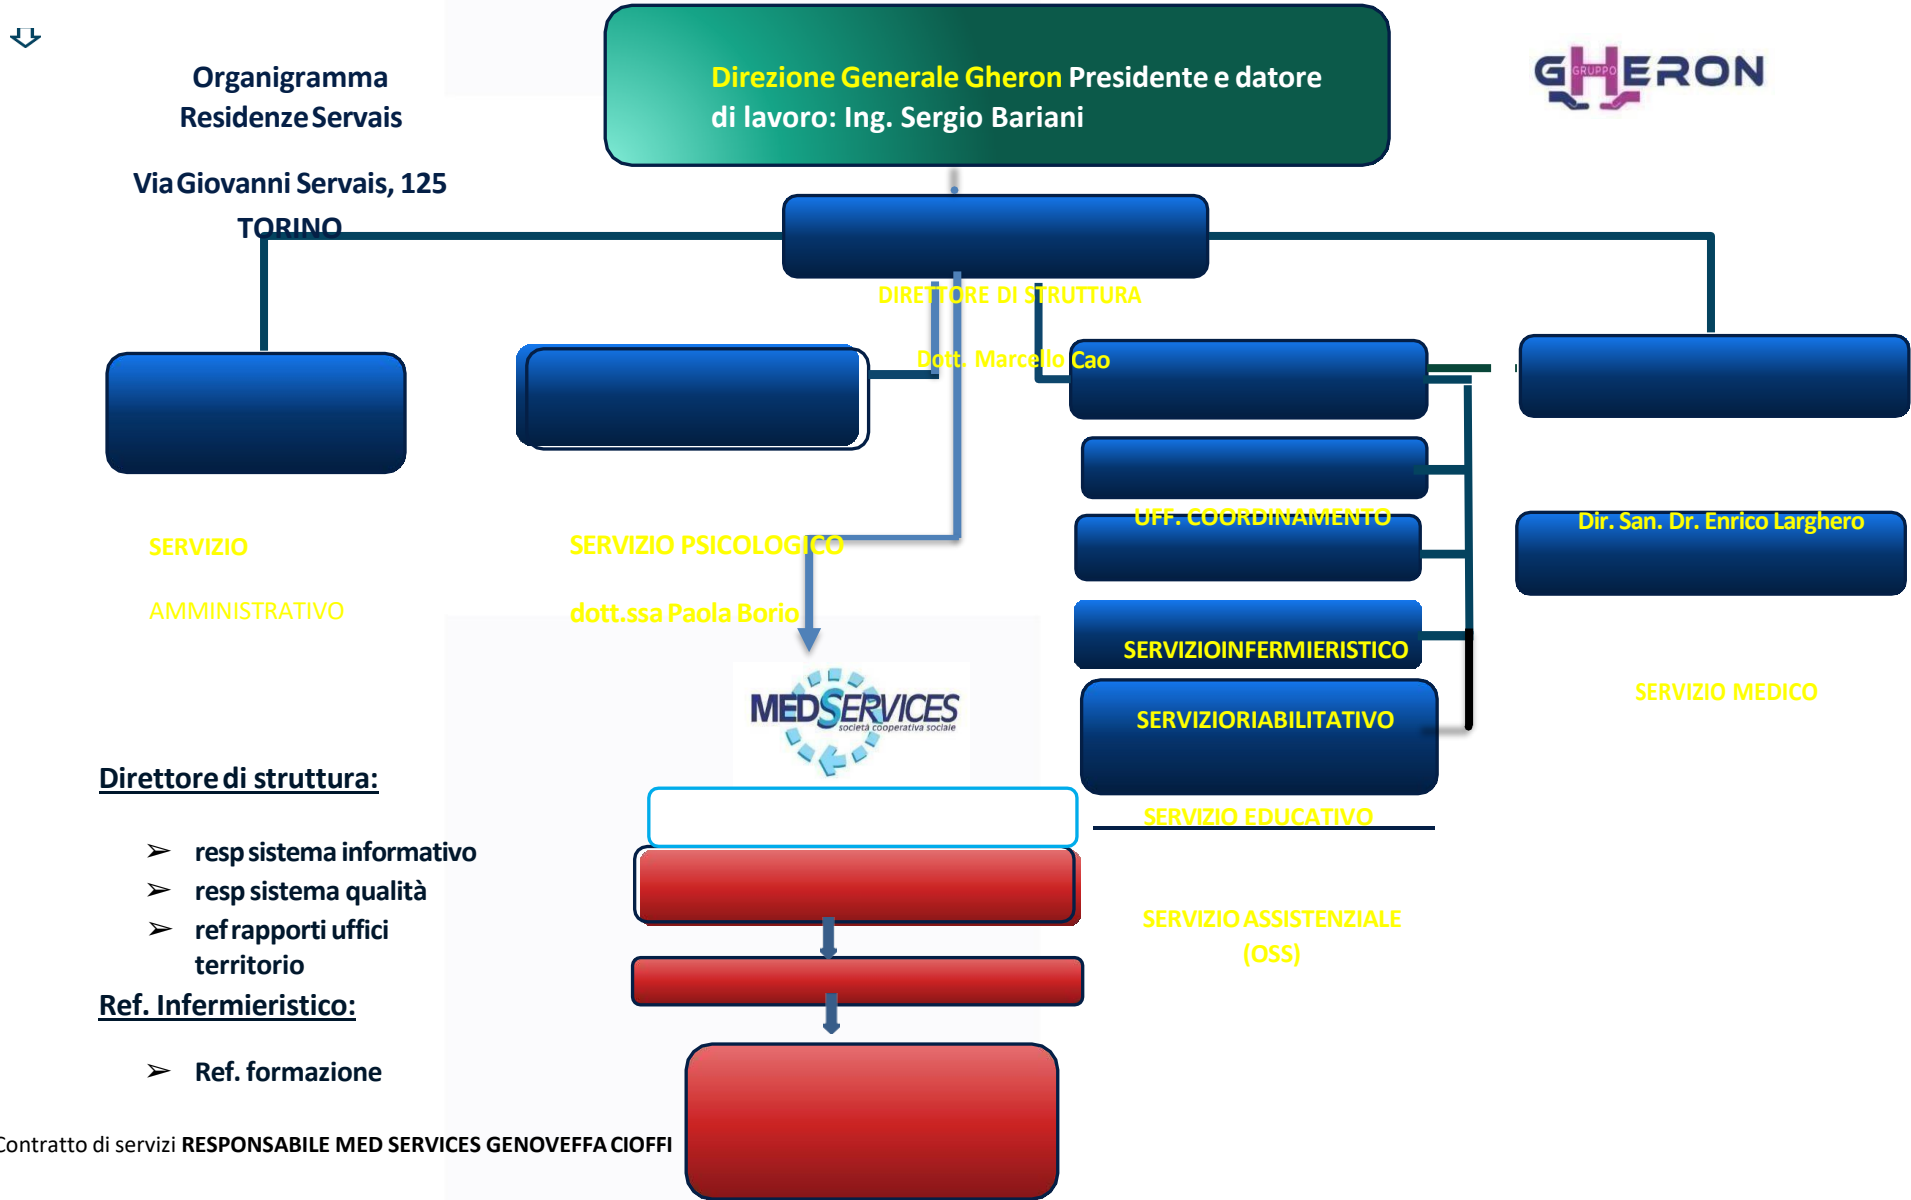 Organigramma
Residenze Servais
Via Giovanni Servais, 125
TORINO
Direzione Generale Gheron Presidente e datore
di lavoro: Ing. Sergio Bariani
GHERON
GRUPPO
DIRETTORE DI STRUTTURA
Dott. Marcello Cao
SERVIZIO
AMMINISTRATIVO
SERVIZIO PSICOLOGICO
dott.ssa Paola Borio
UFF. COORDINAMENTO
Dir. San. Dr. Enrico Larghero
SERVIZIOINFERMIERISTICO
SERVIZIO MEDICO
SERVIZIORIABILITATIVO
SERVIZIO EDUCATIVO
SERVIZIO ASSISTENZIALE
(OSS)
MEDSERVICES
società cooperativa sociale
Direttore di struttura:
➢ resp sistema informativo
➢ resp sistema qualità
➢ ref rapporti uffici
territorio
Ref. Infermieristico:
➢ Ref. formazione
Contratto di servizi RESPONSABILE MED SERVICES GENOVEFFA CIOFFI